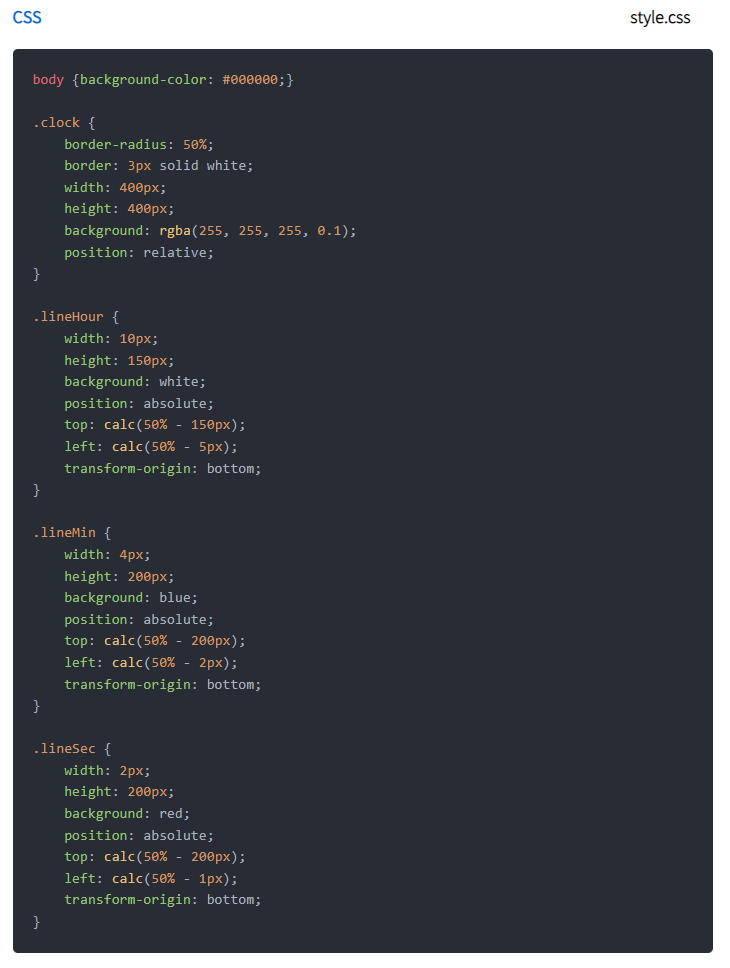 CSS
style.css
body {background-color: #000000;}
.clock {
    border-radius: 50%;
    border: 3px solid white;
    width: 400px;
    height: 400px;
    background: rgba(255, 255, 255, 0.1);
    position: relative;
}
.lineHour {
    width: 10px;
    height: 150px;
    background: white;
    position: absolute;
    top: calc(50% - 150px);
    left: calc(50% - 5px);
    transform-origin: bottom;
}
.lineMin {
    width: 4px;
    height: 200px;
    background: blue;
    position: absolute;
    top: calc(50% - 200px);
    left: calc(50% - 2px);
    transform-origin: bottom;
}
.lineSec {
    width: 2px;
    height: 200px;
    background: red;
    position: absolute;
    top: calc(50% - 200px);
    left: calc(50% - 1px);
    transform-origin: bottom;
}